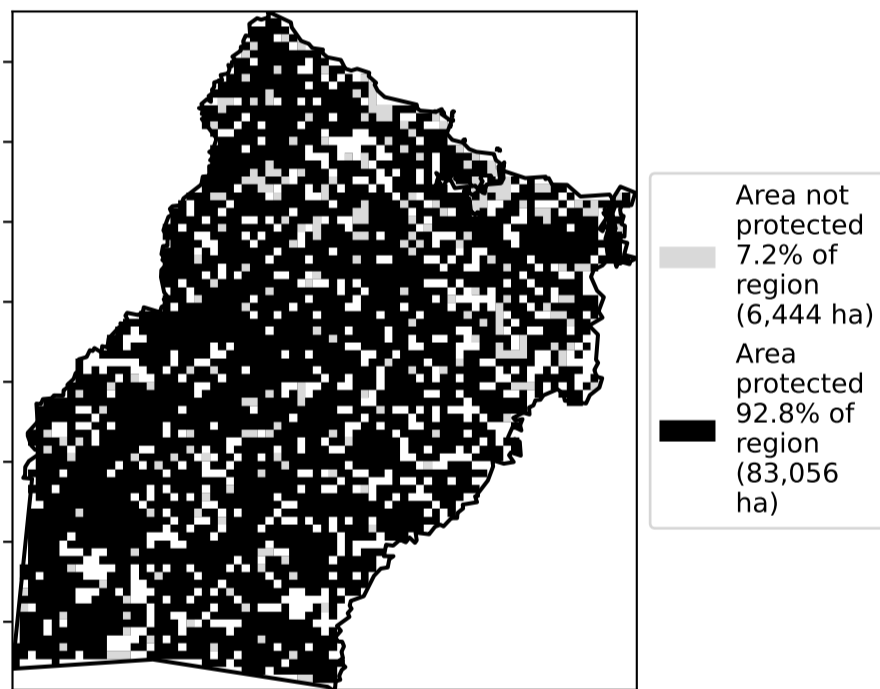 Area not
protected
7.2% of
region
(6,444 ha)
Area
protected
92.8% of
region
(83,056
ha)